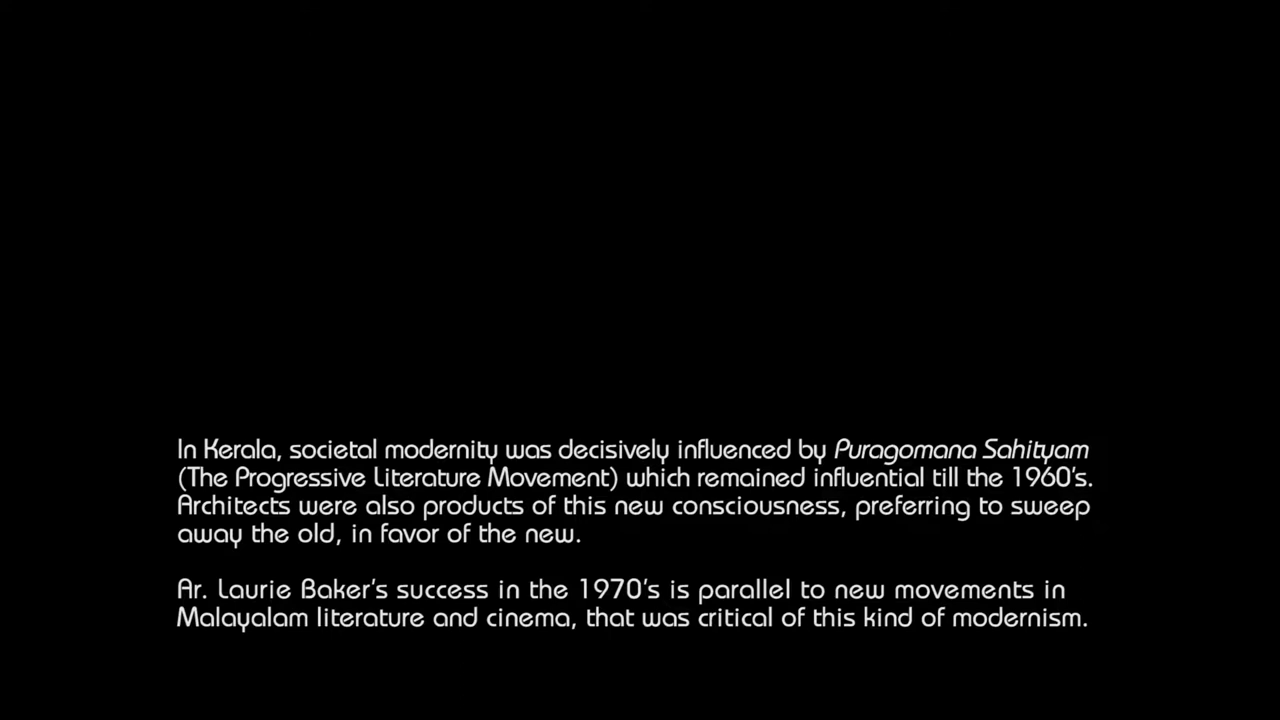 In Kerala, societal modernity was decisively influenced by Puragomana Sahityam
(The Progressive Literature Movement) which remained influential till the 1960's.
Architects were also products of this new consciousness, preferring to sweep
away the old, in favor of the new.
Ar. Laurie Baker's success in the 1970's is parallel to new movements in
Malayalam literature and cinema, that was critical of this kind of modernism.